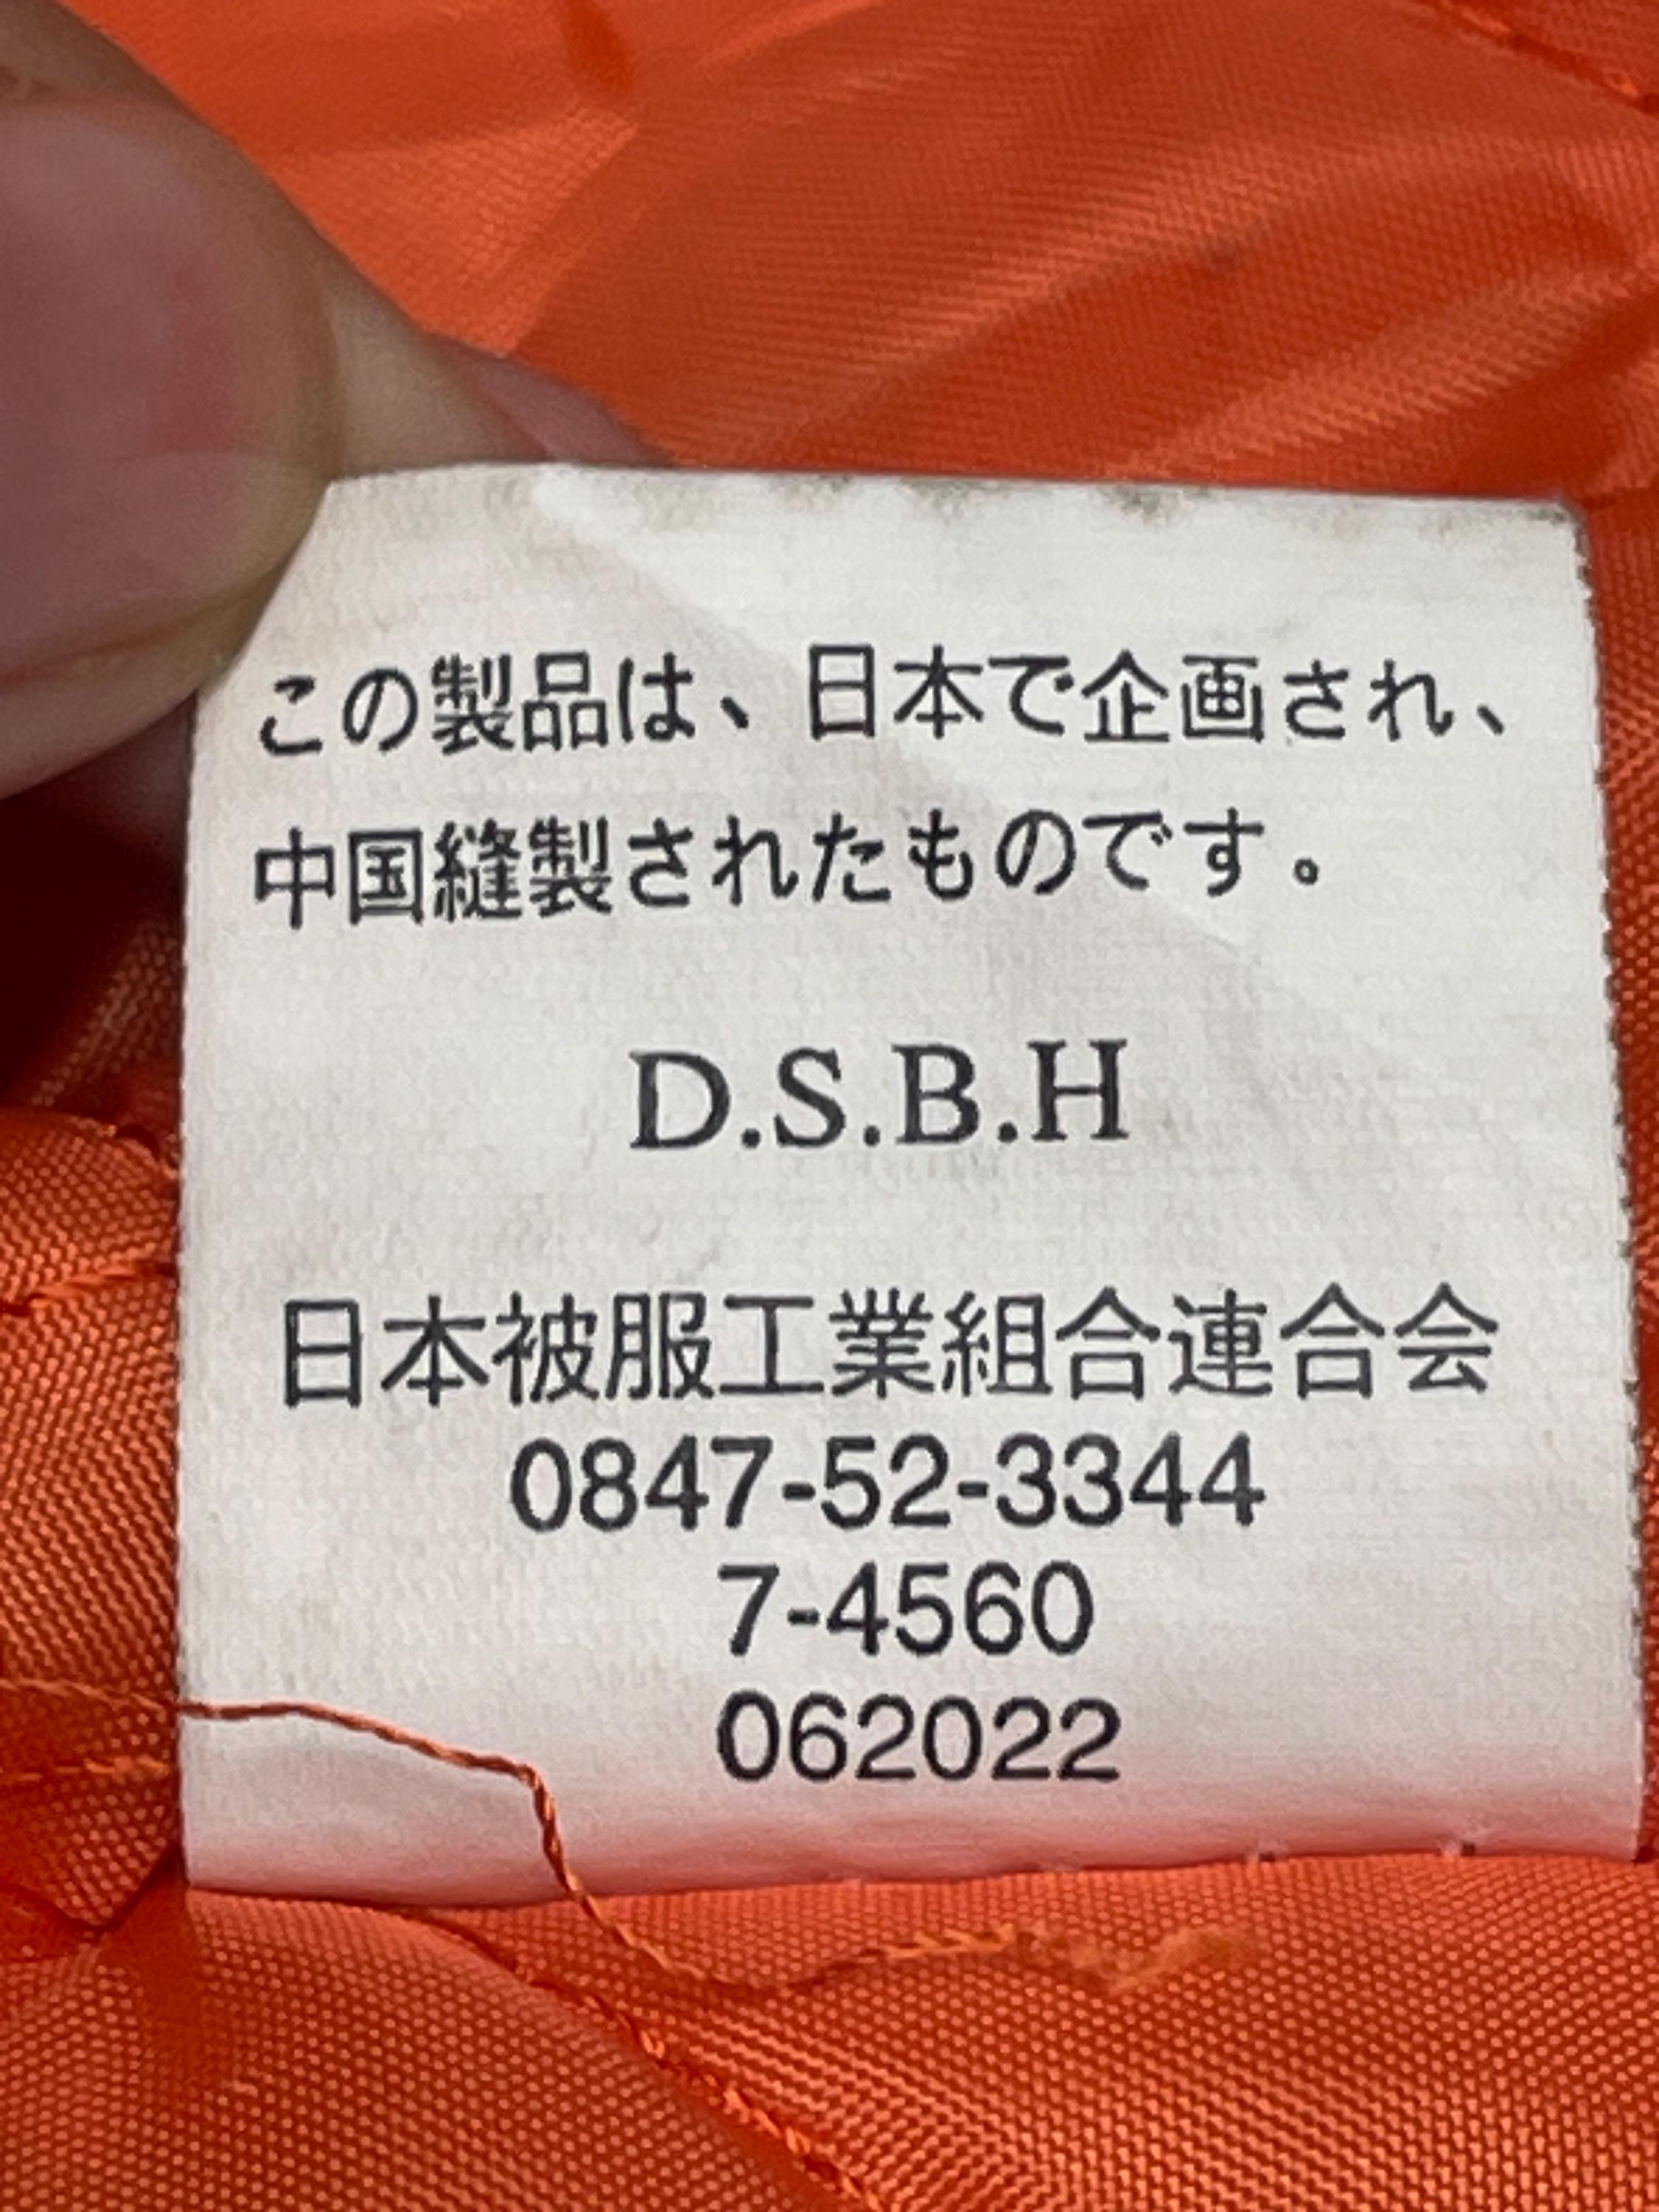 この製品は、日本で企画され、
中国縫製されたものです。
D.S.B.H
日本被服工業組合連合会
0847-52-3344
7-4560
062022